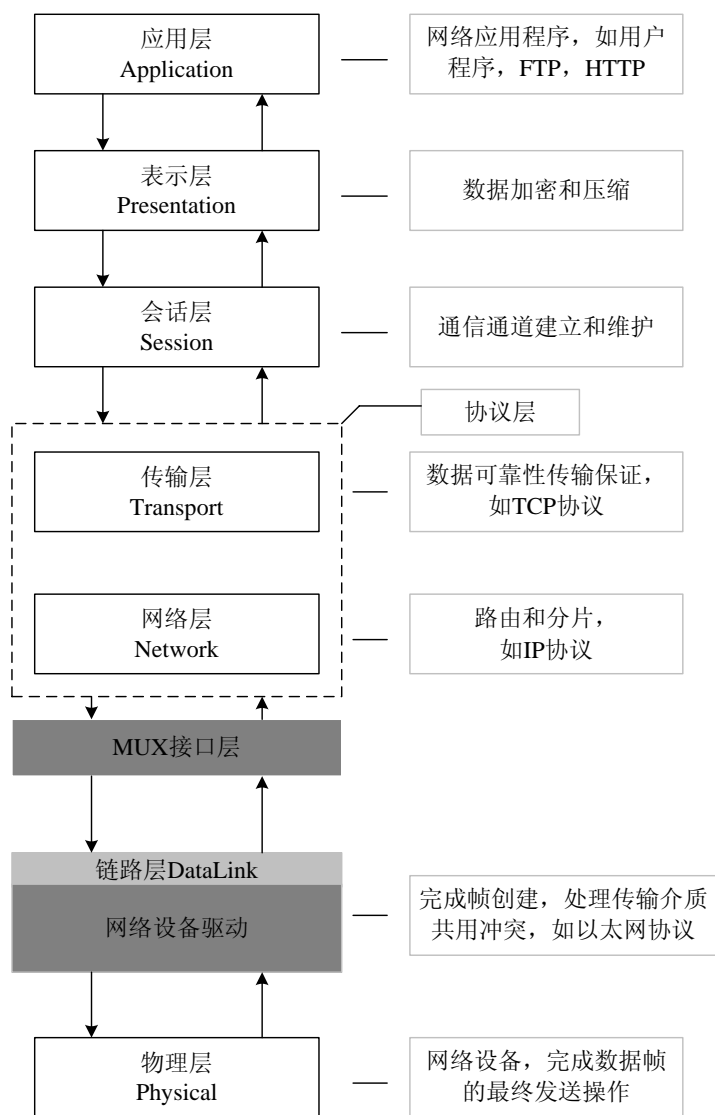 应用层
Application
网络应用程序，如用户
程序，FTP，HTTP
表示层
Presentation
数据加密和压缩
会话层
Session
通信通道建立和维护
协议层
传输层
Transport
数据可靠性传输保证，
如TCP协议
网络层
Network
路由和分片，
如IP协议
MUX接口层
链路层DataLink
网络设备驱动
完成帧创建，处理传输介质
共用冲突，如以太网协议
物理层
Physical
网络设备，完成数据帧
的最终发送操作